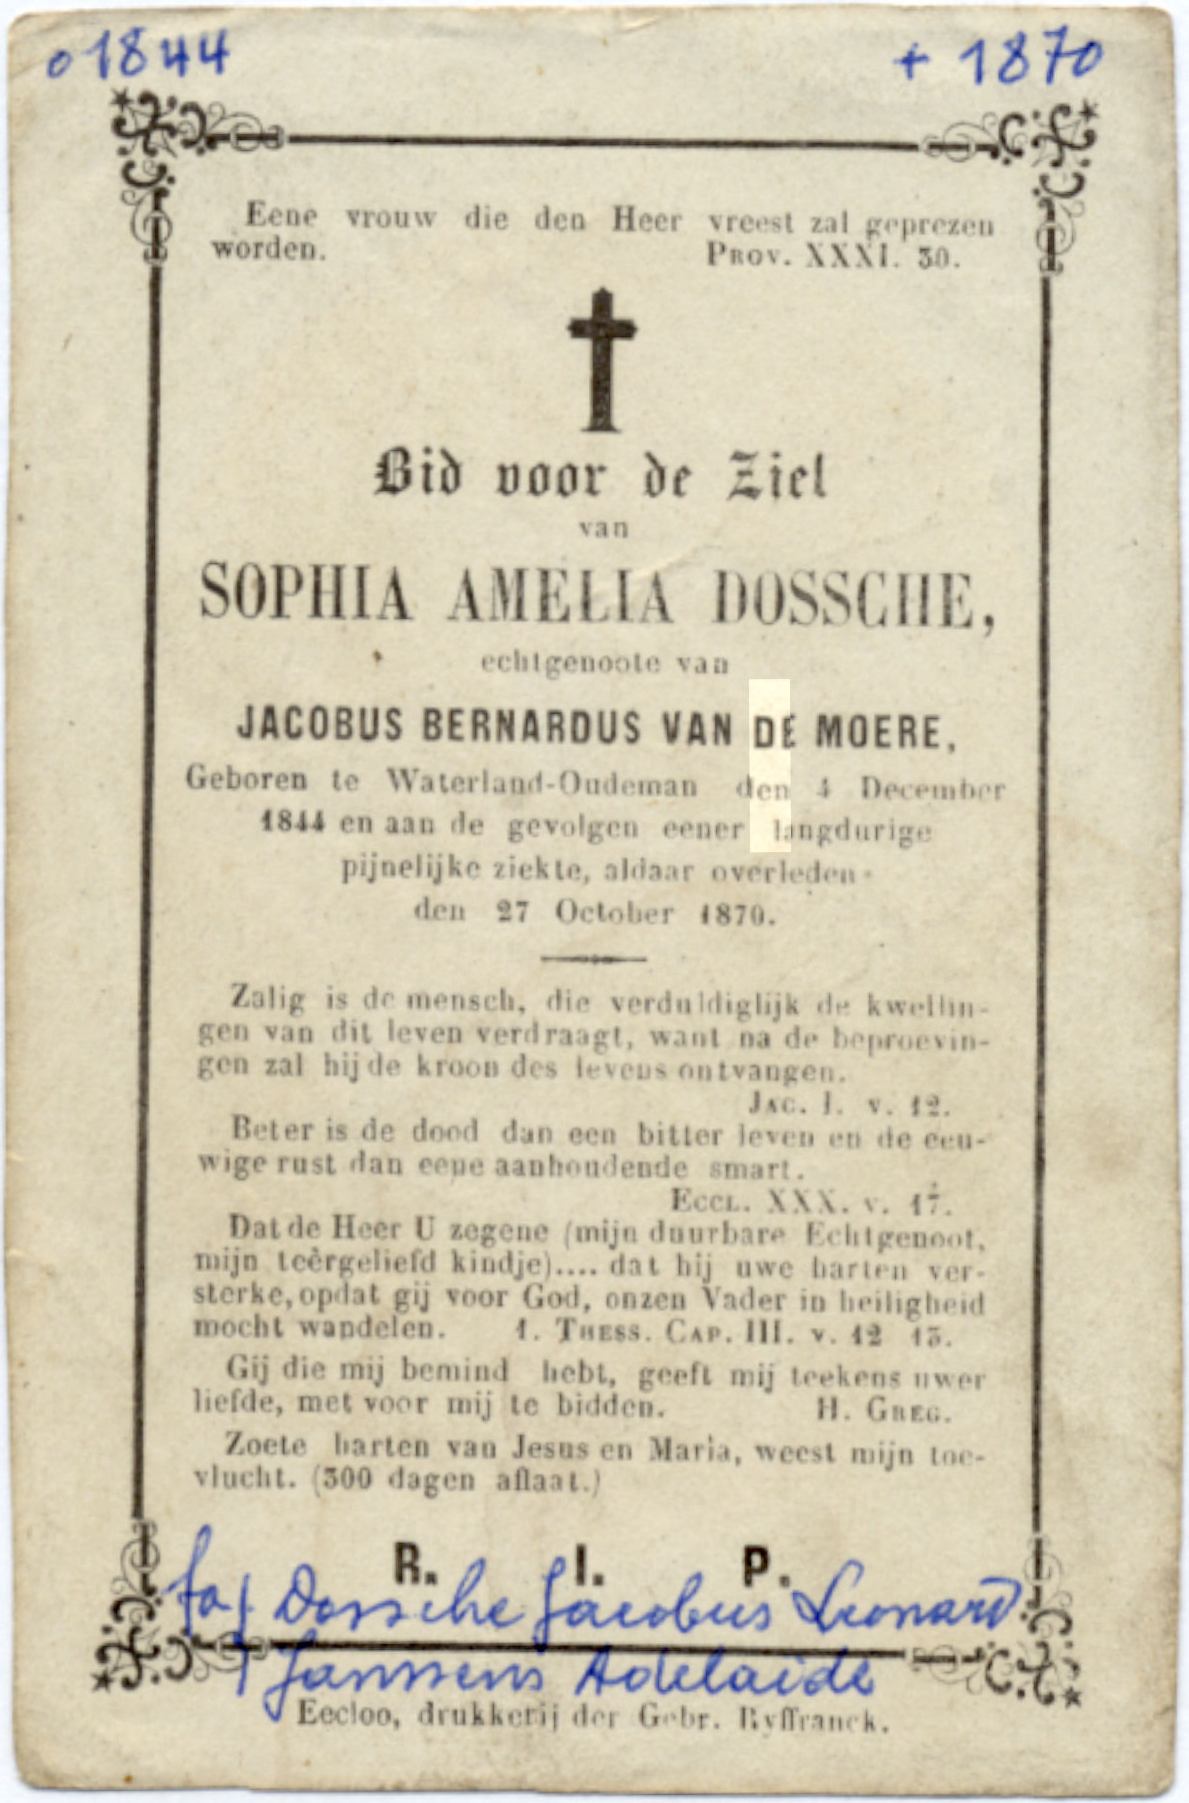 o 1844 + 1870
Eene vrouw die den Heer vreest zal geprezen
worden. PROV. XXXI. 30.
Bid voor de Ziel
van
SOPHIA AMELIA DOSSCHE,
echtgenoote van
JACOBUS BERNARDUS VAN DE MOERE,
Geboren te Waterland-Oudeman den 4 December
1844 en aan de gevolgen eener langdurige
pijnelijke ziekte, aldaar overleden
den 27 October 1870.
Zalig is de mensch, die verduldiglijk de kwellin-
gen van dit leven verdraagt, want na de beproevin-
gen zal hij de kroon des levens ontvangen.
JAC. I. v. 12.
Beter is de dood dan een bitter leven en de eeu-
wige rust dan eene aanhoudende smart.
ECCL. XXX. v. 17.
Dat de Heer U zegene (mijn duurbare Echtgenoot,
mijn teêrgeliefd kindje).... dat hij uwe harten ver-
sterke, opdat gij voor God, onzen Vader in heiligheid
mocht wandelen. 1. THESS. CAP. III. v. 12 13.
Gij die mij bemind hebt, geeft mij teekens uwer
liefde, met voor mij te bidden. H. GREG.
Zoete harten van Jesus en Maria, weest mijn toe-
vlucht. (300 dagen aflaat.)
R. I. P.
fa / Dossche Jacobus Leonard
Janssens Adelaide
Eecloo, drukkerij der Gebr. Ryffranck.